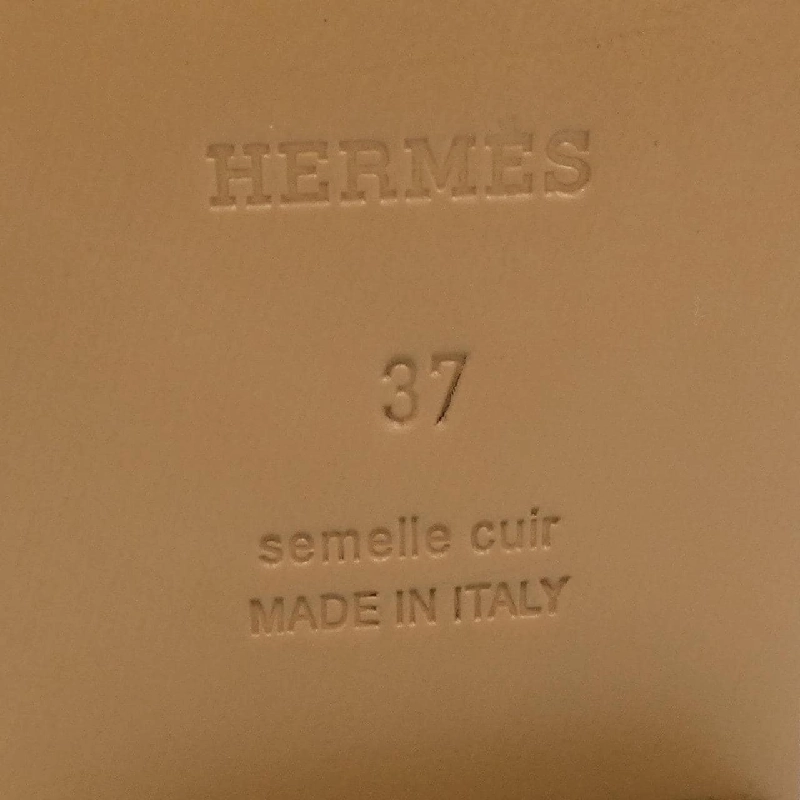 HERMÈS
37
semelle cuir
MADE IN ITALY